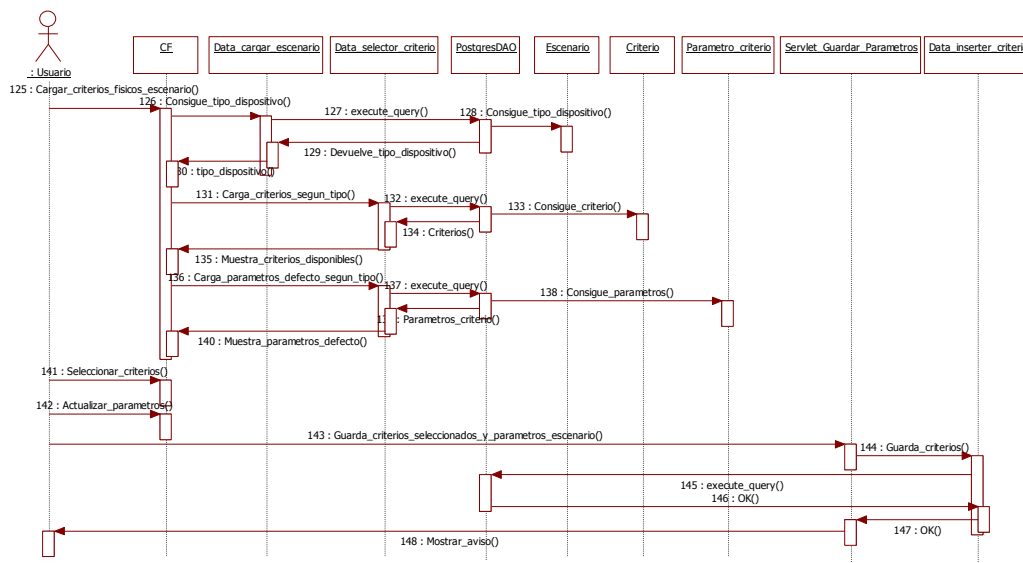 CF
Data_cargar_escenario
Data_selector_criterio
PostqresDAO
Escenario
Criterio
Parametro_criterio
Servlet_Guardar_Parametros
Data_inserter_criterio
: Usuario
125 : Cargar_criterios_fisicos_escenario()
126 : Consigue_tipo_dispositivo()
127 : execute_query()
128 : Consigue_tipo_dispositivo()
129 : Devuelve_tipo_dispositivo()
30 : tipo_dispositivo()
131 : Carga_criterios_segun_tipo()
132 : execute_query()
133 : Consigue_criterio()
134 : Criterios()
135 : Muestra_criterios_disponibles()
136 : Carga_parametros_defecto_segun_tipo()
137 : execute_query()
138 : Consigue_parametros()
: Parametros_criterio()
140 : Muestra_parametros_defecto()
141 : Seleccionar_criterios()
142 : Actualizar_parametros()
143 : Guarda_criterios_seleccionados_y_parametros_escenario()
144 : Guarda_criterios()
145 : execute_query()
146 : OK()
147 : OK()
148 : Mostrar_aviso()